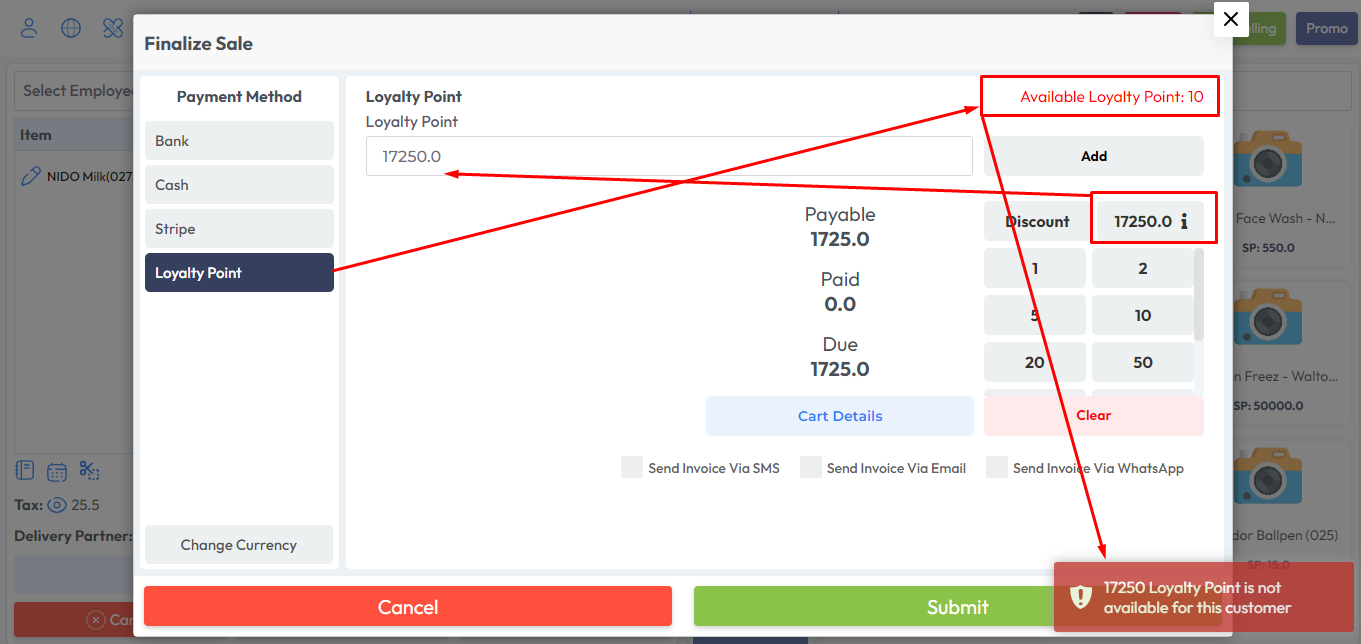 elling
Promo
Finalize Sale
Select Employe
Payment Method
Loyalty Point
Available Loyalty Point: 10
Loyalty Point
Item
Bank
17250.0
Add
NIDO Milk(027
Cash
Payable
1725.0
Discount
17250.0
Face Wash - N...
SP: 550.0
Stripe
Loyalty Point
Paid
0.0
1
2
5
10
Due
1725.0
20
50
n Freez - Walto...
SP: 50000.0
Cart Details
Clear
Send Invoice Via SMS
Send Invoice Via Email
Send Invoice Via WhatsApp
Tax:
25.5
Delivery Partner:
Change Currency
dor Ballpen (025)
SP: 15.0
Cancel
Submit
17250 Loyalty Point is not
available for this customer
Can